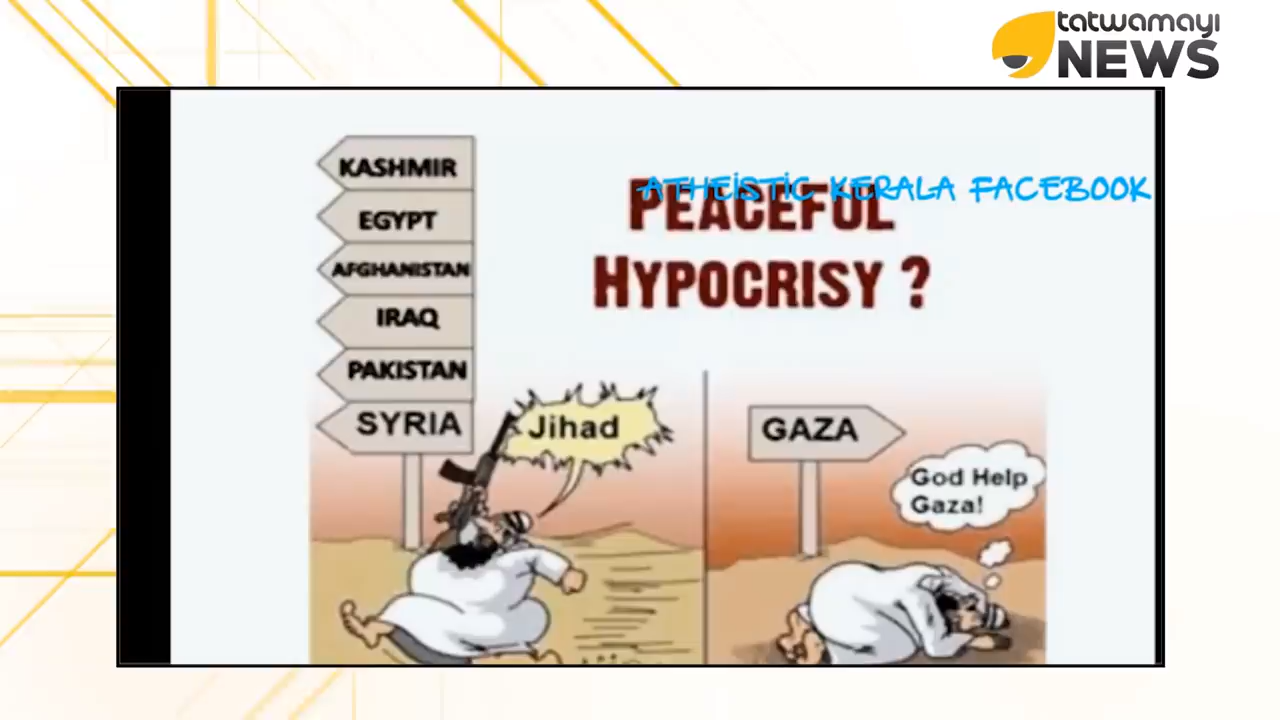 tatwamayi
NEWS
KASHMIR
EGYPT
AFGHANISTAN
IRAQ
PAKISTAN
SYRIA
ATHEISTIC KERALA FACEBOOK
PEACEFUL
HYPOCRISY ?
Jihad
GAZA
God Help
Gaza!